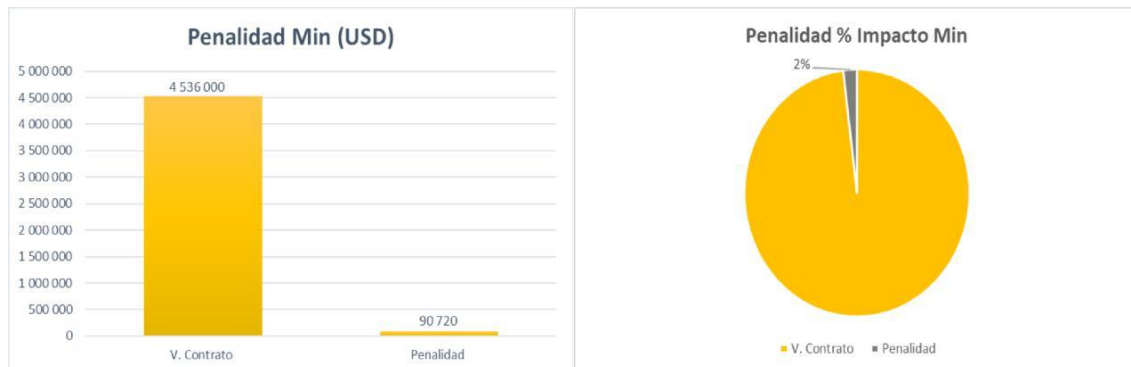 Penalidad Min (USD)
5 000 000
4 500 000
4 000 000
3 500 000
3 000 000
2 500 000
2 000 000
1 500 000
1 000 000
500 000
0
4 536 000
90 720
V. Contrato
Penalidad
Penalidad % Impacto Min
2%
V. Contrato Penalidad